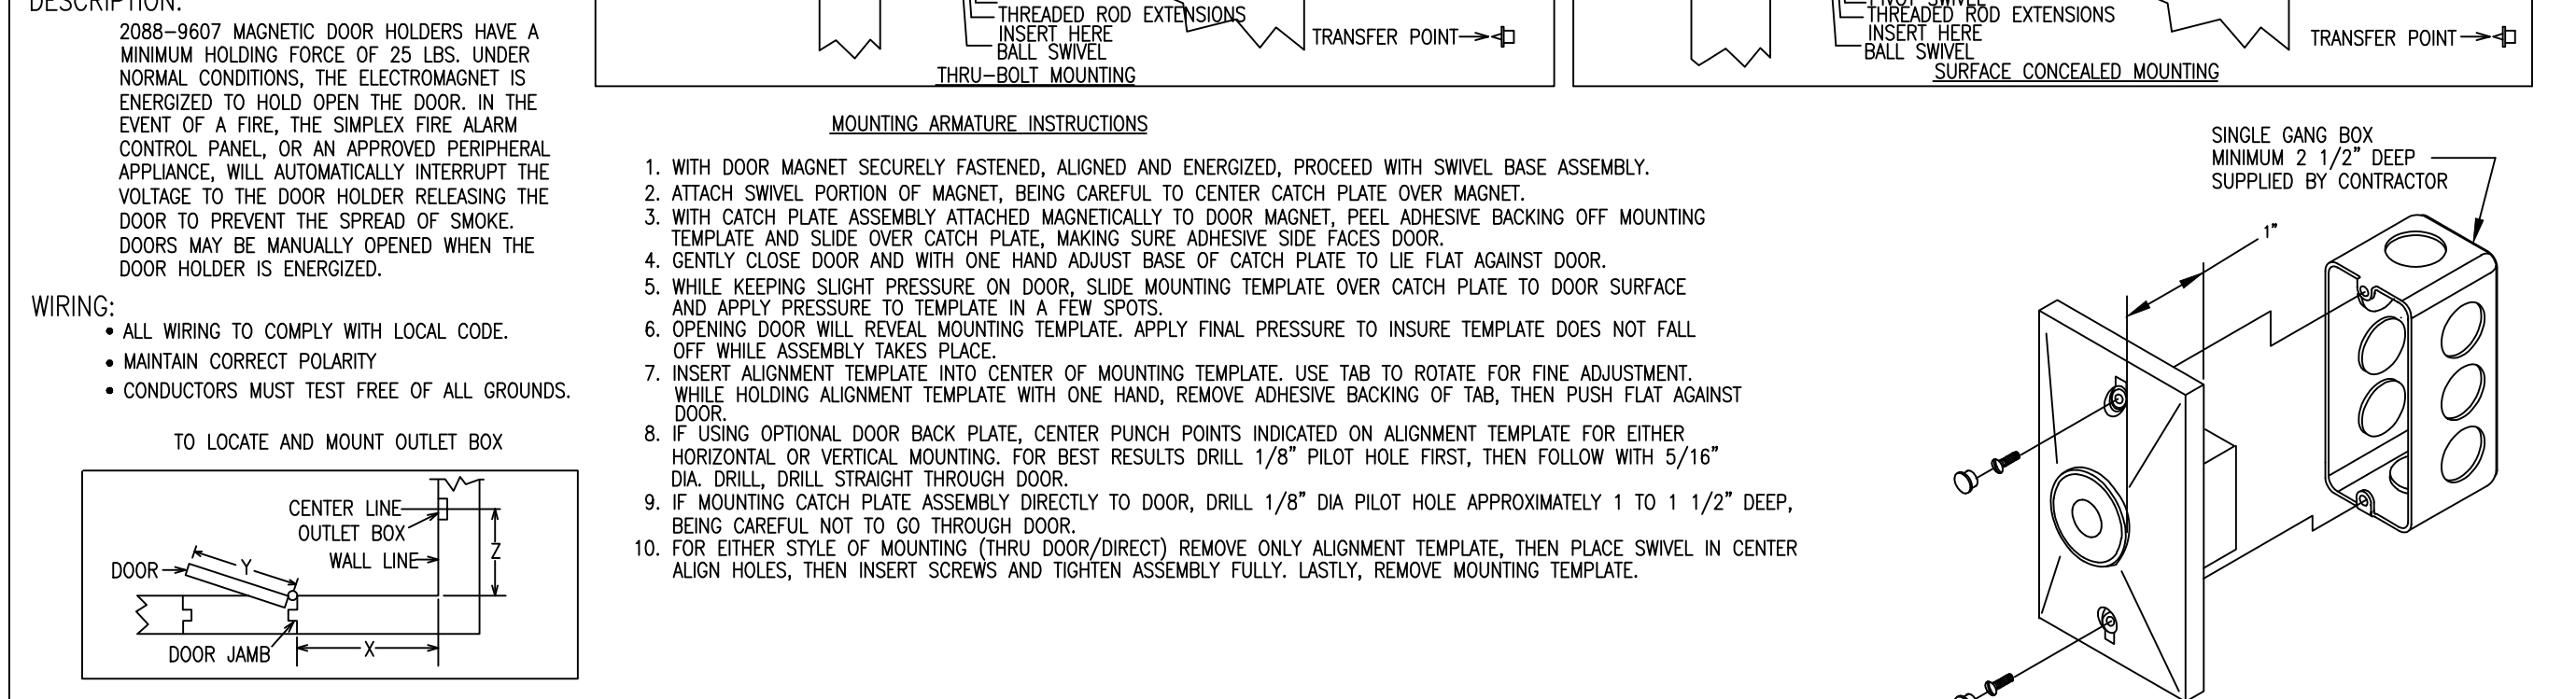 DESCRIPTION:
2088-9607 MAGNETIC DOOR HOLDERS HAVE A
MINIMUM HOLDING FORCE OF 25 LBS. UNDER
NORMAL CONDITIONS, THE ELECTROMAGNET IS
ENERGIZED TO HOLD OPEN THE DOOR. IN THE
EVENT OF A FIRE, THE SIMPLEX FIRE ALARM
CONTROL PANEL, OR AN APPROVED PERIPHERAL
APPLIANCE, WILL AUTOMATICALLY INTERRUPT THE
VOLTAGE TO THE DOOR HOLDER RELEASING THE
DOOR TO PREVENT THE SPREAD OF SMOKE.
DOORS MAY BE MANUALLY OPENED WHEN THE
DOOR HOLDER IS ENERGIZED.
WIRING:
• ALL WIRING TO COMPLY WITH LOCAL CODE.
• MAINTAIN CORRECT POLARITY
• CONDUCTORS MUST TEST FREE OF ALL GROUNDS.
TO LOCATE AND MOUNT OUTLET BOX
CENTER LINE
OUTLET BOX
WALL LINE
Z
Y
DOOR
DOOR JAMB
X
THREADED ROD EXTENSIONS
INSERT HERE
BALL SWIVEL
TRANSFER POINT
THRU-BOLT MOUNTING
PIVOT SWIVEL
THREADED ROD EXTENSIONS
INSERT HERE
BALL SWIVEL
TRANSFER POINT
SURFACE CONCEALED MOUNTING
MOUNTING ARMATURE INSTRUCTIONS
1. WITH DOOR MAGNET SECURELY FASTENED, ALIGNED AND ENERGIZED, PROCEED WITH SWIVEL BASE ASSEMBLY.
2. ATTACH SWIVEL PORTION OF MAGNET, BEING CAREFUL TO CENTER CATCH PLATE OVER MAGNET.
3. WITH CATCH PLATE ASSEMBLY ATTACHED MAGNETICALLY TO DOOR MAGNET, PEEL ADHESIVE BACKING OFF MOUNTING
TEMPLATE AND SLIDE OVER CATCH PLATE, MAKING SURE ADHESIVE SIDE FACES DOOR.
4. GENTLY CLOSE DOOR AND WITH ONE HAND ADJUST BASE OF CATCH PLATE TO LIE FLAT AGAINST DOOR.
5. WHILE KEEPING SLIGHT PRESSURE ON DOOR, SLIDE MOUNTING TEMPLATE OVER CATCH PLATE TO DOOR SURFACE
AND APPLY PRESSURE TO TEMPLATE IN A FEW SPOTS.
6. OPENING DOOR WILL REVEAL MOUNTING TEMPLATE. APPLY FINAL PRESSURE TO INSURE TEMPLATE DOES NOT FALL
OFF WHILE ASSEMBLY TAKES PLACE.
7. INSERT ALIGNMENT TEMPLATE INTO CENTER OF MOUNTING TEMPLATE. USE TAB TO ROTATE FOR FINE ADJUSTMENT.
WHILE HOLDING ALIGNMENT TEMPLATE WITH ONE HAND, REMOVE ADHESIVE BACKING OF TAB, THEN PUSH FLAT AGAINST
DOOR.
8. IF USING OPTIONAL DOOR BACK PLATE, CENTER PUNCH POINTS INDICATED ON ALIGNMENT TEMPLATE FOR EITHER
HORIZONTAL OR VERTICAL MOUNTING. FOR BEST RESULTS DRILL 1/8" PILOT HOLE FIRST, THEN FOLLOW WITH 5/16"
DIA. DRILL, DRILL STRAIGHT THROUGH DOOR.
9. IF MOUNTING CATCH PLATE ASSEMBLY DIRECTLY TO DOOR, DRILL 1/8" DIA PILOT HOLE APPROXIMATELY 1 TO 1 1/2" DEEP,
BEING CAREFUL NOT TO GO THROUGH DOOR.
10. FOR EITHER STYLE OF MOUNTING (THRU DOOR/DIRECT) REMOVE ONLY ALIGNMENT TEMPLATE, THEN PLACE SWIVEL IN CENTER
ALIGN HOLES, THEN INSERT SCREWS AND TIGHTEN ASSEMBLY FULLY. LASTLY, REMOVE MOUNTING TEMPLATE.
SINGLE GANG BOX
MINIMUM 2 1/2" DEEP
SUPPLIED BY CONTRACTOR
1"